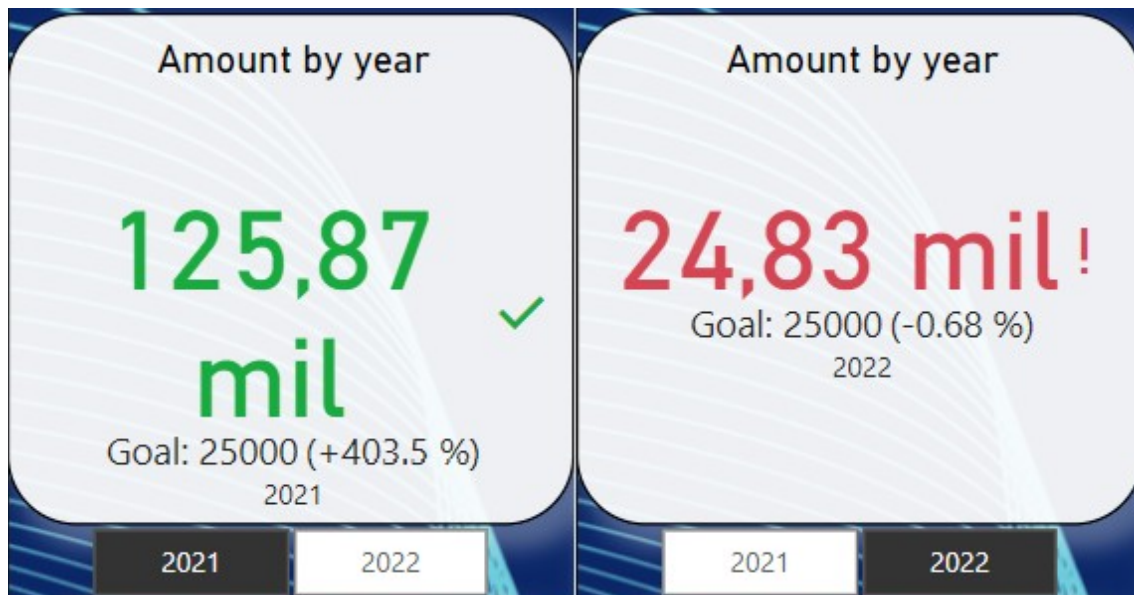 Amount by year
125,87
mil
Goal: 25000 (+403.5 %)
2021
2021 2022
Amount by year
24,83 mil !
Goal: 25000 (-0.68 %)
2022
2021 2022